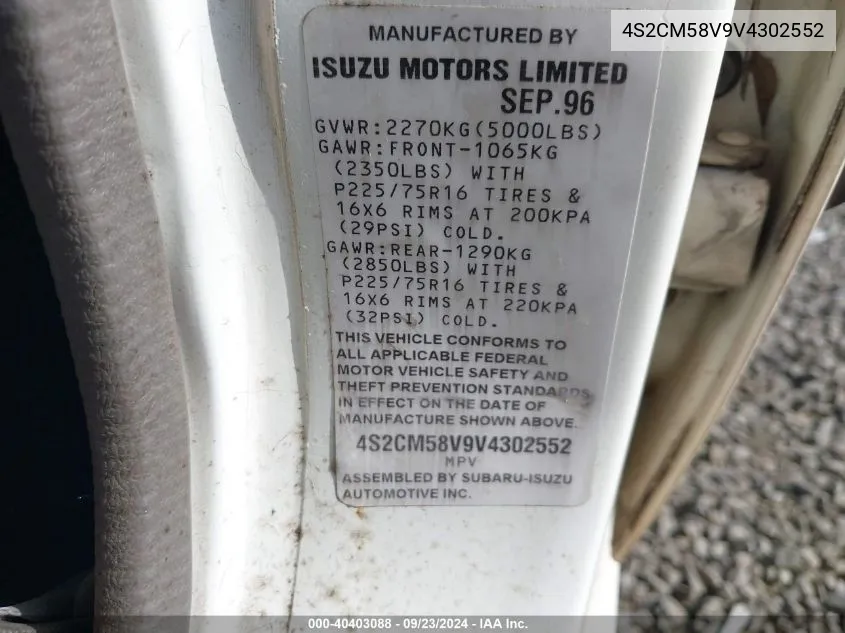 4S2CM58V9V4302552
MANUFACTURED BY
ISUZU MOTORS LIMITED
SEP.96
GVWR:2270KG(5000LBS)
GAWR:FRONT-1065KG
(2350LBS) WITH
P225/75R16 TIRES &
16X6 RIMS AT 200KPA
(29PSI) COLD.
GAWR:REAR-1290KG
(2850LBS) WITH
P225/75R16 TIRES &
16X6 RIMS AT 220KPA
(32PSI) COLD.
THIS VEHICLE CONFORMS TO
ALL APPLICABLE FEDERAL
MOTOR VEHICLE SAFETY AND
THEFT PREVENTION STANDARDS
IN EFFECT ON THE DATE OF
MANUFACTURE SHOWN ABOVE.
4S2CM58V9V4302552
MPV
ASSEMBLED BY SUBARU-ISUZU
AUTOMOTIVE INC.
000-40403088 - 09/23/2024 - IAA Inc.